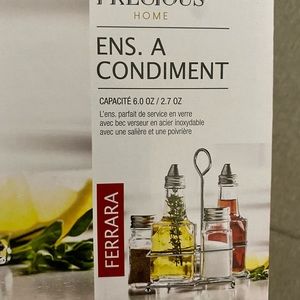 PRECIOUS
HOME
ENS. A
CONDIMENT
CAPACITÉ 6.0 OZ / 2.7 OZ
L'ens. parfait de service en verre
avec bec verseur en acier inoxydable
avec une salière et une poivrière
FERRARA